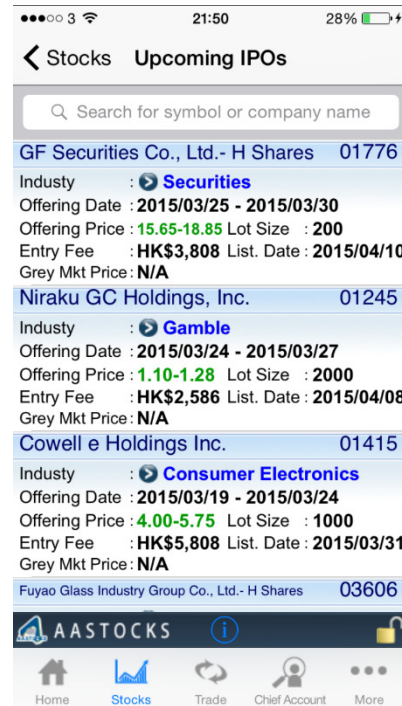 21:50
28%
Stocks Upcoming IPOs
Search for symbol or company name
GF Securities Co., Ltd.- H Shares 01776
Industy : Securities
Offering Date : 2015/03/25 - 2015/03/30
Offering Price : 15.65-18.85 Lot Size : 200
Entry Fee : HK$3,808 List. Date : 2015/04/10
Grey Mkt Price : N/A
Niraku GC Holdings, Inc. 01245
Industy : Gamble
Offering Date : 2015/03/24 - 2015/03/27
Offering Price : 1.10-1.28 Lot Size : 2000
Entry Fee : HK$2,586 List. Date : 2015/04/08
Grey Mkt Price : N/A
Cowell e Holdings Inc. 01415
Industy : Consumer Electronics
Offering Date : 2015/03/19 - 2015/03/24
Offering Price : 4.00-5.75 Lot Size : 1000
Entry Fee : HK$5,808 List. Date : 2015/03/31
Grey Mkt Price : N/A
Fuyao Glass Industry Group Co., Ltd.- H Shares 03606
AASTOCKS
Home Stocks Trade Chief Account More